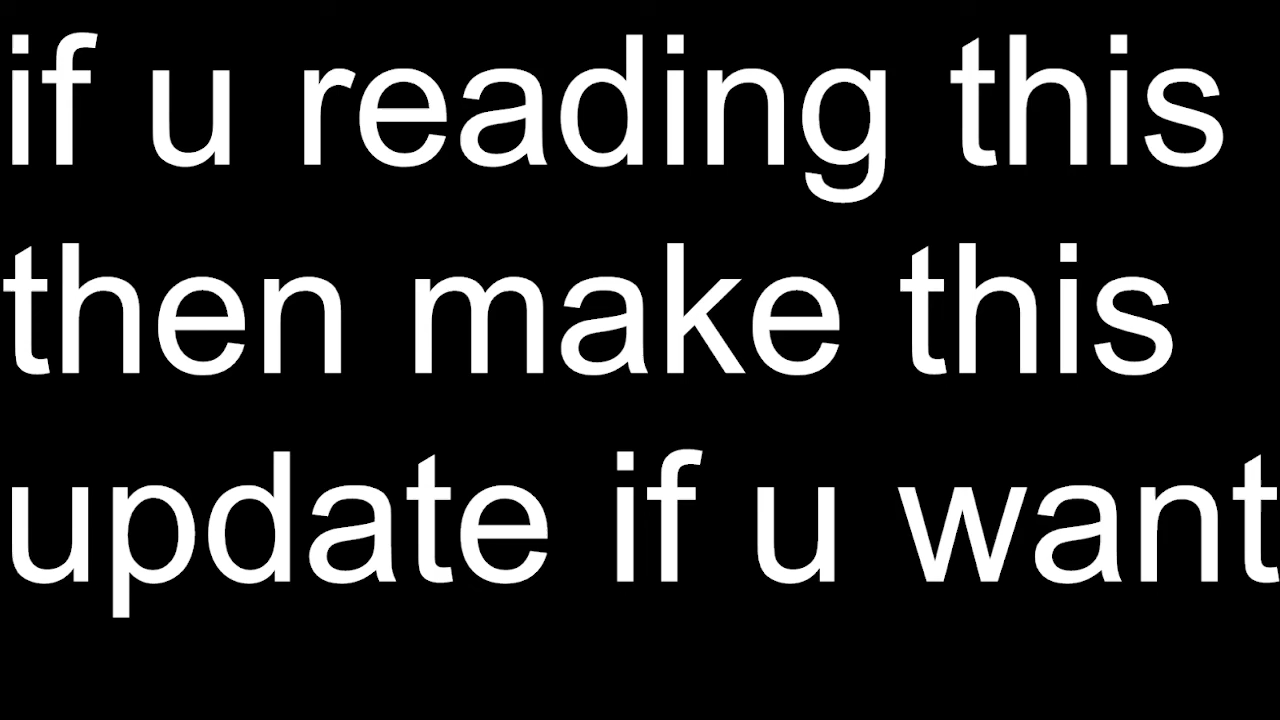 if u reading this
then make this
update if u want